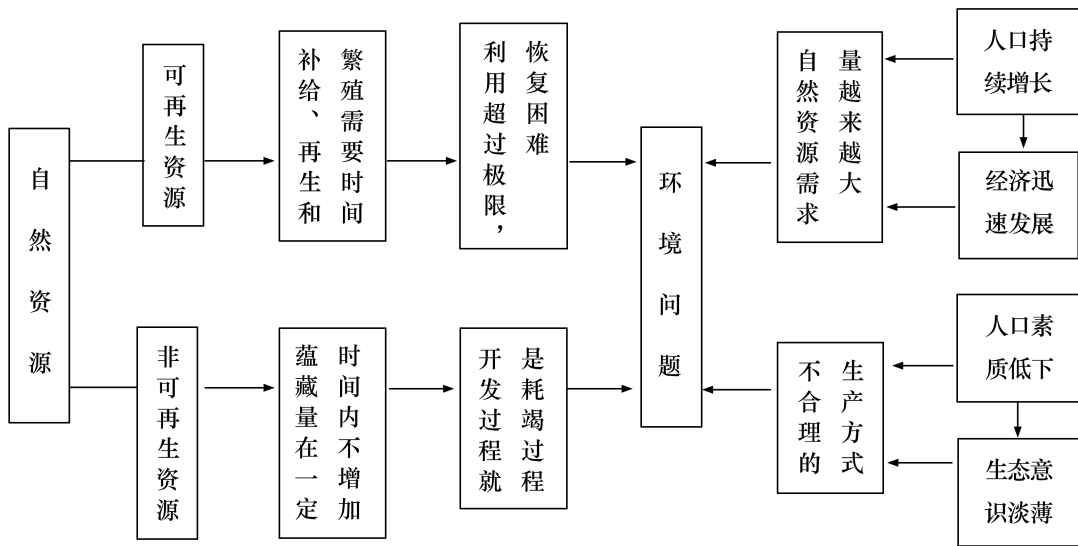 自然资源
可再生资源
补给、再生和
繁殖需要时间
利用超过极限，
恢复困难
非可再生资源
蕴藏量在一定
时间内不增加
开发过程就
是耗竭过程
环境问题
自然资源需求
量越来越大
人口持
续增长
经济迅
速发展
不合理的
生产方式
人口素
质低下
生态意
识淡薄